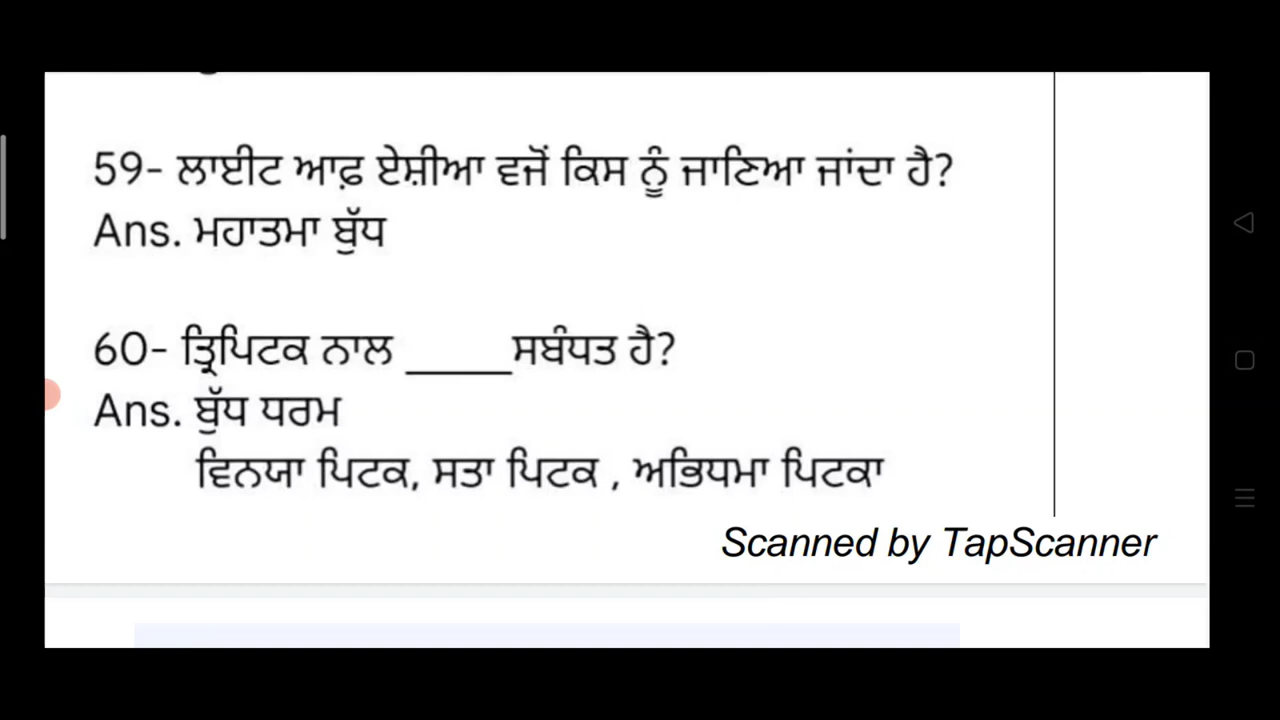 59- ਲਾਈਟ ਆਫ਼ ਏਸ਼ੀਆ ਵਜੋਂ ਕਿਸ ਨੂੰ ਜਾਣਿਆ ਜਾਂਦਾ ਹੈ?
Ans. ਮਹਾਤਮਾ ਬੁੱਧ
60- ਤ੍ਰਿਪਿਟਕ ਨਾਲ _____ਸਬੰਧਤ ਹੈ?
Ans. ਬੁੱਧ ਧਰਮ
ਵਿਨਯਾ ਪਿਟਕ, ਸਤਾ ਪਿਟਕ , ਅਭਿਧਮਾ ਪਿਟਕਾ
Scanned by TapScanner